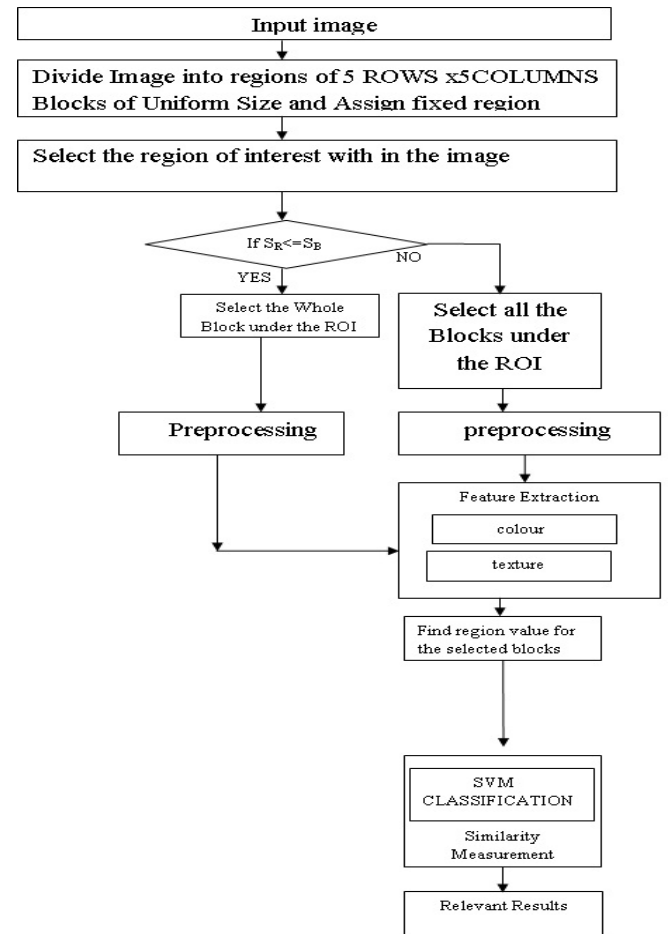 Input image
Divide Image into regions of 5 ROWS x5COLUMNS
Blocks of Uniform Size and Assign fixed region
Select the region of interest with in the image
If SR<=SB
NO
YES
Select the Whole
Block under the ROI
Select all the
Blocks under
the ROI
Preprocessing
preprocessing
Feature Extraction
colour
texture
Find region value for
the selected blocks
SVM
CLASSIFICATION
Similarity
Measurement
Relevant Results